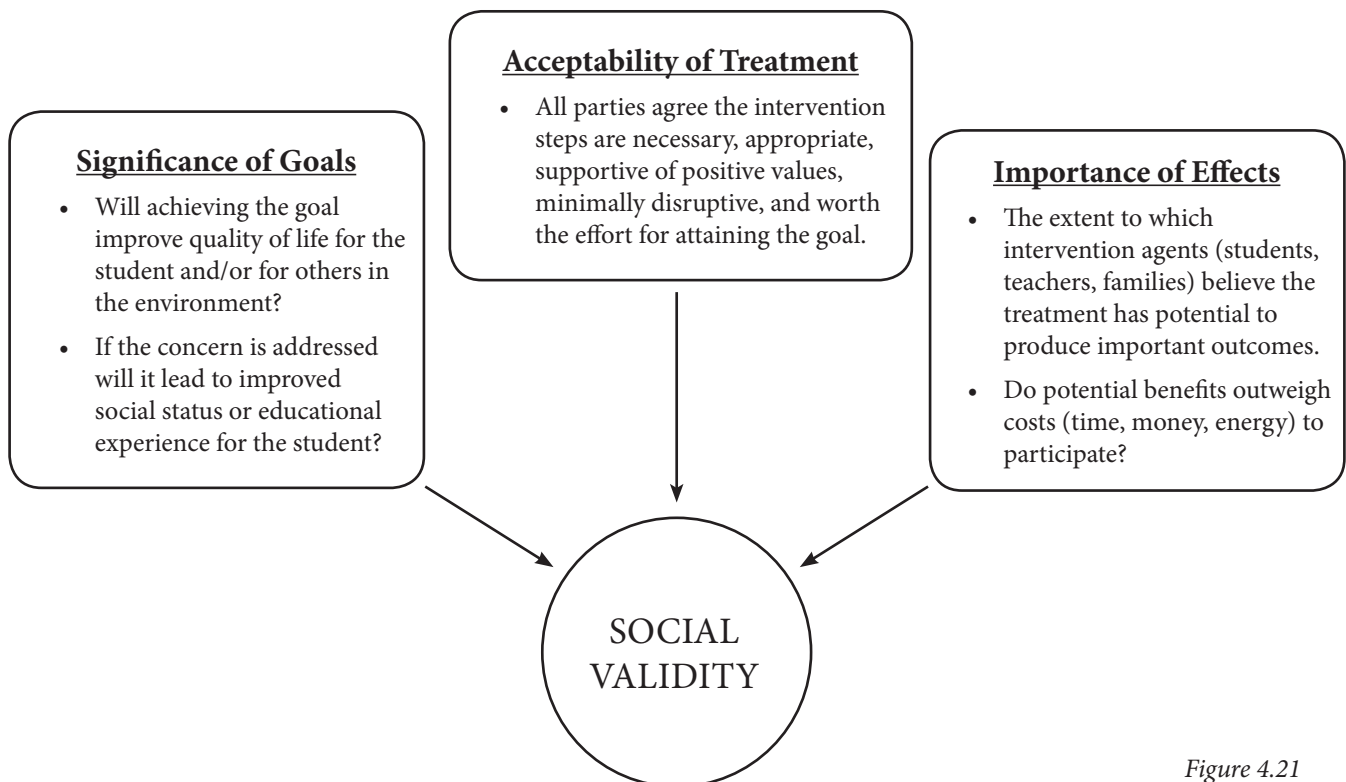 Significance of Goals
• Will achieving the goal
improve quality of life for the
student and/or for others in
the environment?
• If the concern is addressed
will it lead to improved
social status or educational
experience for the student?
Acceptability of Treatment
• All parties agree the intervention
steps are necessary, appropriate,
supportive of positive values,
minimally disruptive, and worth
the effort for attaining the goal.
Importance of Effects
• The extent to which
intervention agents (students,
teachers, families) believe the
treatment has potential to
produce important outcomes.
• Do potential benefits outweigh
costs (time, money, energy) to
participate?
SOCIAL
VALIDITY
Figure 4.21